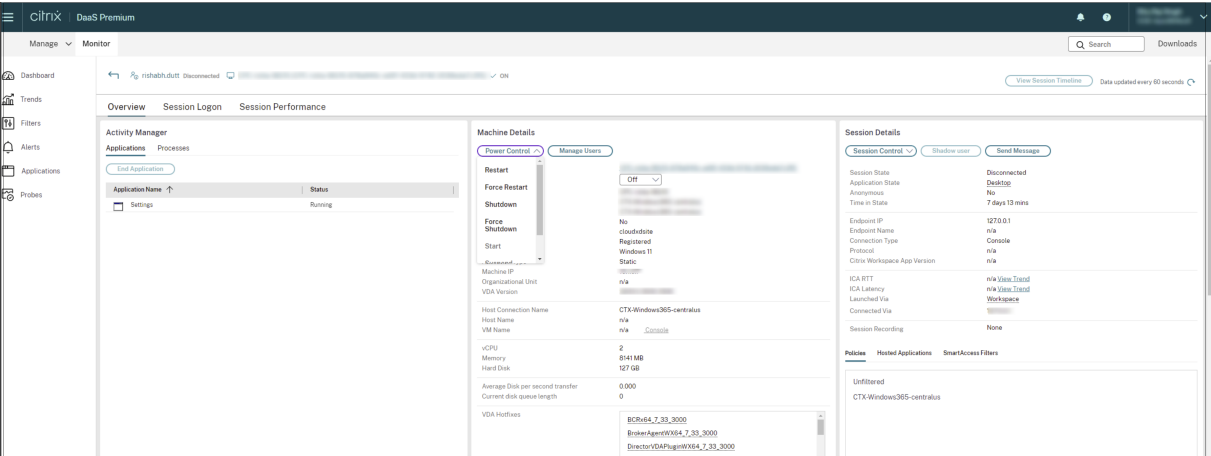 citrix | DaaS Premium
Manage
Monitor
Search
Downloads
Dashboard
Trends
Filters
Alerts
Applications
Probes
rishabh.dutt Disconnected
ON
View Session Timeline
Data updated every 60 seconds
Overview
Session Logon
Session Performance
Activity Manager
Applications
Processes
End Application
Application Name
Status
Settings
Running
Machine Details
Power Control
Manage Users
Restart
Force Restart
Shutdown
Force
Shutdown
Start
Off
No
cloudxdsite
Registered
Windows 11
Static
Machine IP
Organizational Unit n/a
VDA Version
Host Connection Name CTX-Windows365-centralus
Host Name n/a
VM Name n/a Console
vCPU 2
Memory 8141 MB
Hard Disk 127 GB
Average Disk per second transfer 0.000
Current disk queue length 0
VDA Hotfixes
BCRx64_7_33_3000
BrokerAgentWX64_7_33_3000
DirectorVDAPluginWX64_7_33_3000
Session Details
Session Control
Shadow user
Send Message
Session State Disconnected
Application State Desktop
Anonymous No
Time in State 7 days 13 mins
Endpoint IP 127.0.0.1
Endpoint Name n/a
Connection Type Console
Protocol n/a
Citrix Workspace App Version n/a
ICA RTT n/a View Trend
ICA Latency n/a View Trend
Launched Via Workspace
Connected Via
Session Recording None
Policies
Hosted Applications
SmartAccess Filters
Unfiltered
CTX-Windows365-centralus